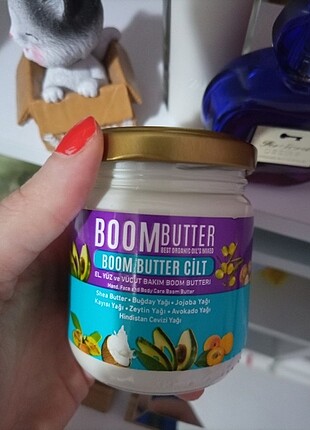 BOOMBUTTER
BEST ORGANIC OIL'S MIXED
BOOM BUTTER CİLT
EL, YÜZ ve VÜCUT BAKIM BOOM BUTTERİ
Hand, Face and Body Care Boom Butter
Shea Butter • Buğday Yağı • Jojoba Yağı
Kayısı Yağı • Zeytin Yağı • Avokado Yağı
Hindistan Cevizi Yağı